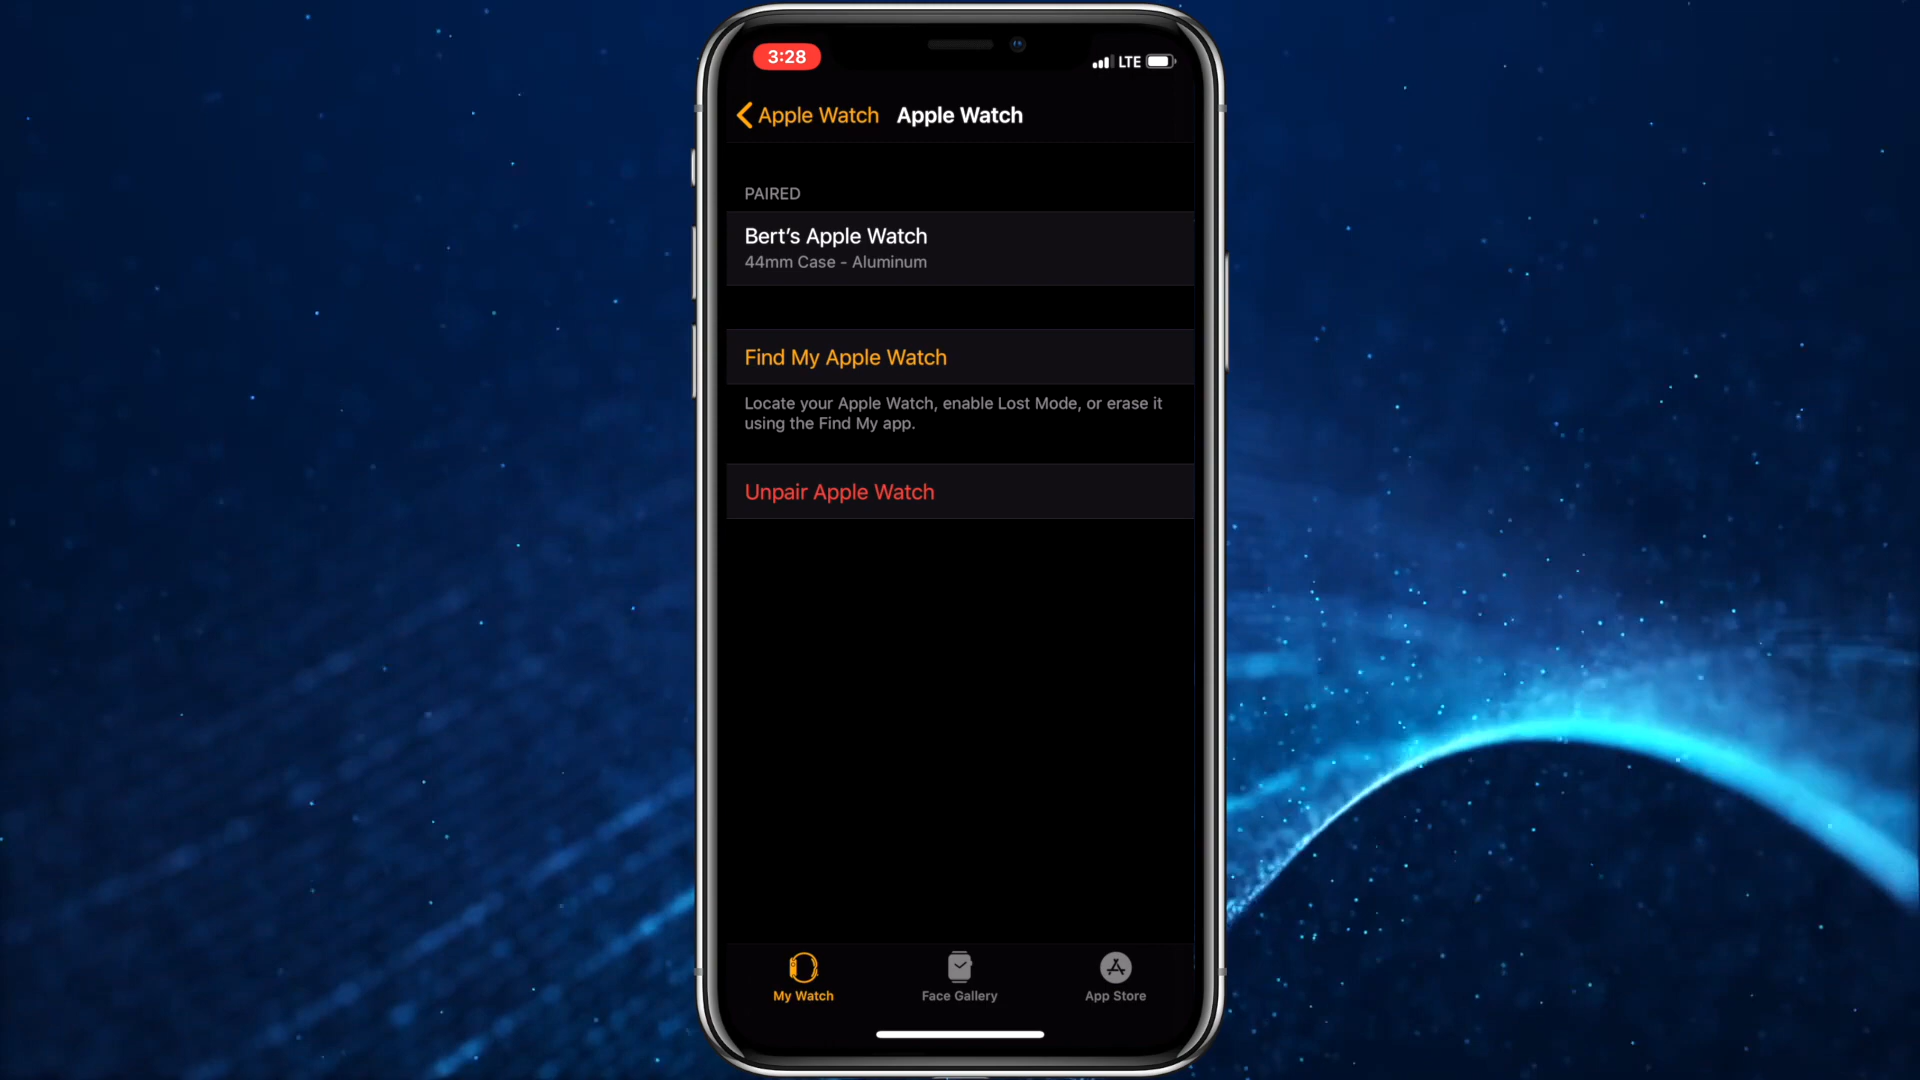 3:28
LTE
Apple Watch
Apple Watch
PAIRED
Bert’s Apple Watch
44mm Case - Aluminum
Find My Apple Watch
Locate your Apple Watch, enable Lost Mode, or erase it
using the Find My app.
Unpair Apple Watch
My Watch
Face Gallery
App Store